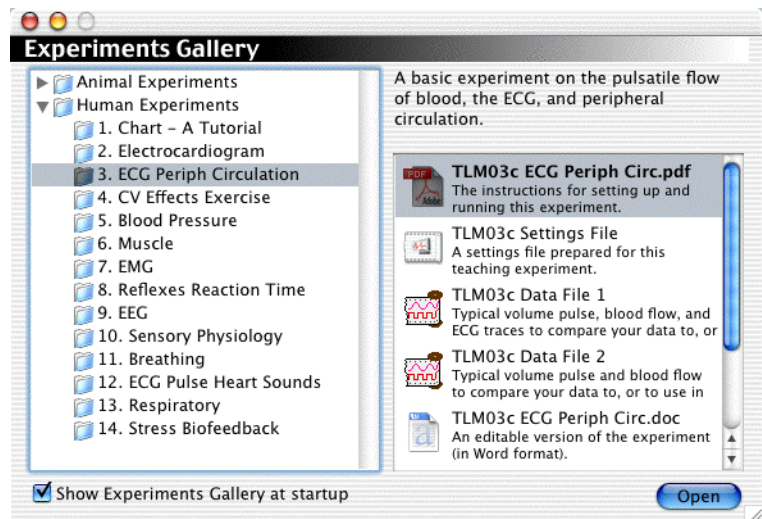 Experiments Gallery
Animal Experiments
Human Experiments
1. Chart – A Tutorial
2. Electrocardiogram
3. ECG Periph Circulation
4. CV Effects Exercise
5. Blood Pressure
6. Muscle
7. EMG
8. Reflexes Reaction Time
9. EEG
10. Sensory Physiology
11. Breathing
12. ECG Pulse Heart Sounds
13. Respiratory
14. Stress Biofeedback
A basic experiment on the pulsatile flow
of blood, the ECG, and peripheral
circulation.
PDF
Adobe
TLM03c ECG Periph Circ.pdf
The instructions for setting up and
running this experiment.
TLM03c Settings File
A settings file prepared for this
teaching experiment.
TLM03c Data File 1
Typical volume pulse, blood flow, and
ECG traces to compare your data to, or
TLM03c Data File 2
Typical volume pulse and blood flow
to compare your data to, or to use in
TLM03c ECG Periph Circ.doc
An editable version of the experiment
(in Word format).
Show Experiments Gallery at startup
Open